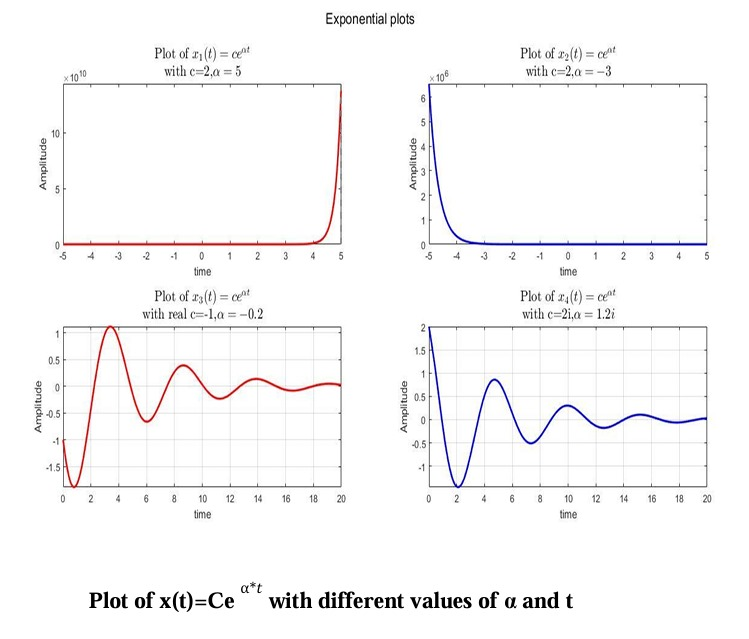 Exponential plots
Plot of x₁(t) = ce^αt
with c=2,α = 5
×10^10
10
5
0
Amplitude
-5 -4 -3 -2 -1 0 1 2 3 4 5
time
Plot of x₂(t) = ce^αt
with c=2,α = −3
×10^6
6
5
4
3
2
1
0
Amplitude
-5 -4 -3 -2 -1 0 1 2 3 4 5
time
Plot of x₃(t) = ce^αt
with real c=-1,α = −0.2
1
0.5
0
-0.5
-1
-1.5
Amplitude
0 2 4 6 8 10 12 14 16 18 20
time
Plot of x₄(t) = ce^αt
with c=2i,α = 1.2i
2
1.5
1
0.5
0
-0.5
-1
Amplitude
0 2 4 6 8 10 12 14 16 18 20
time
Plot of x(t)=Ce^α*t with different values of α and t